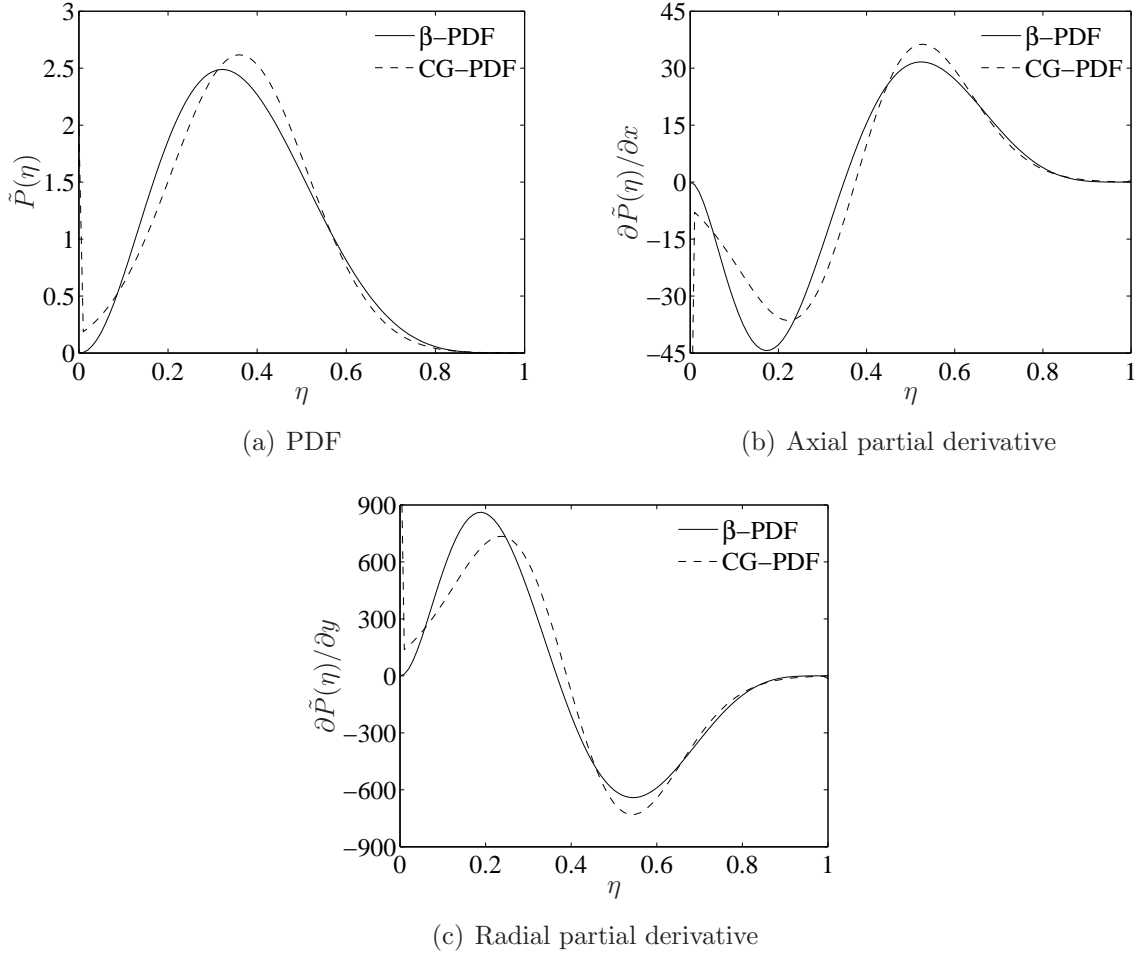 3
2.5
2
1.5
1
0.5
0
P̃(η)
β–PDF
CG–PDF
0 0.2 0.4 0.6 0.8 1
η
(a) PDF
45
30
15
0
−15
−30
−45
∂P̃(η)/∂x
β–PDF
CG–PDF
0 0.2 0.4 0.6 0.8 1
η
(b) Axial partial derivative
900
600
300
0
−300
−600
−900
∂P̃(η)/∂y
β–PDF
CG–PDF
0 0.2 0.4 0.6 0.8 1
η
(c) Radial partial derivative